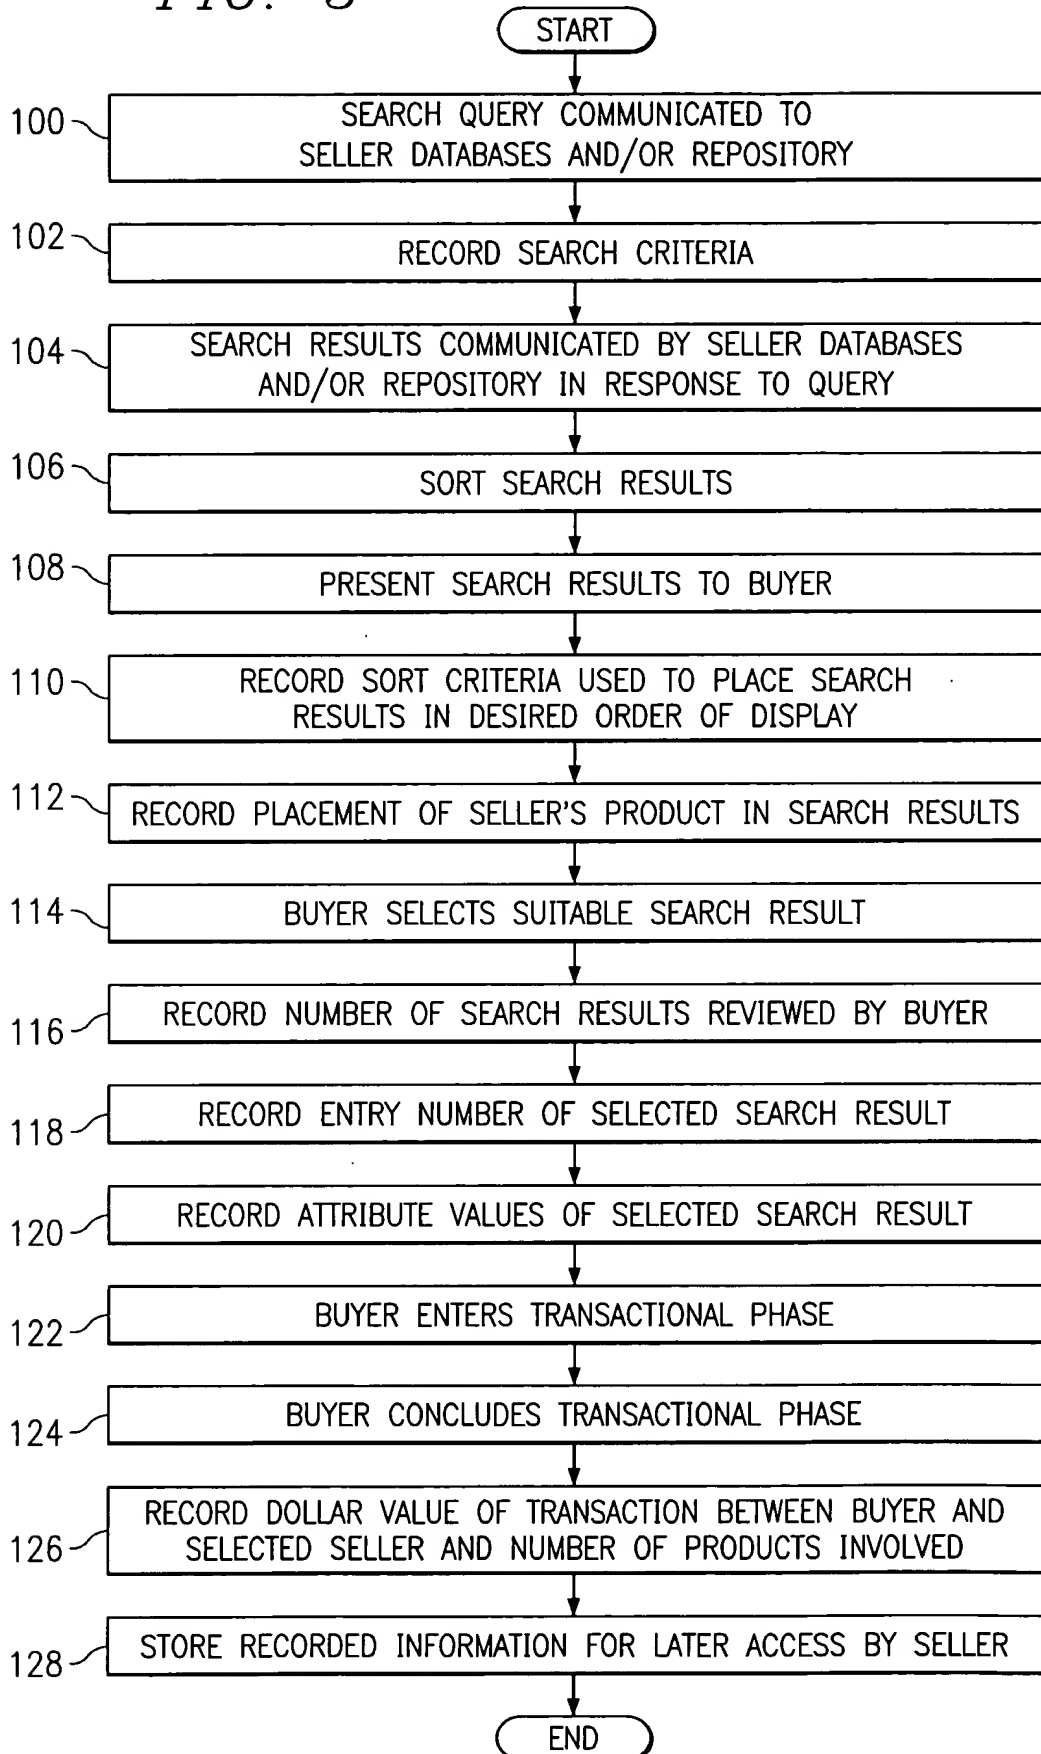 FIG.
START
100
SEARCH QUERY COMMUNICATED TO
SELLER DATABASES AND/OR REPOSITORY
102
RECORD SEARCH CRITERIA
104
SEARCH RESULTS COMMUNICATED BY SELLER DATABASES
AND/OR REPOSITORY IN RESPONSE TO QUERY
106
SORT SEARCH RESULTS
108
PRESENT SEARCH RESULTS TO BUYER
110
RECORD SORT CRITERIA USED TO PLACE SEARCH
RESULTS IN DESIRED ORDER OF DISPLAY
112
RECORD PLACEMENT OF SELLER'S PRODUCT IN SEARCH RESULTS
114
BUYER SELECTS SUITABLE SEARCH RESULT
116
RECORD NUMBER OF SEARCH RESULTS REVIEWED BY BUYER
118
RECORD ENTRY NUMBER OF SELECTED SEARCH RESULT
120
RECORD ATTRIBUTE VALUES OF SELECTED SEARCH RESULT
122
BUYER ENTERS TRANSACTIONAL PHASE
124
BUYER CONCLUDES TRANSACTIONAL PHASE
126
RECORD DOLLAR VALUE OF TRANSACTION BETWEEN BUYER AND
SELECTED SELLER AND NUMBER OF PRODUCTS INVOLVED
128
STORE RECORDED INFORMATION FOR LATER ACCESS BY SELLER
END